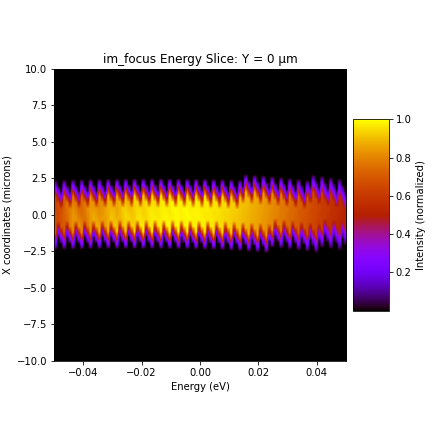 im_focus Energy Slice: Y = 0 µm
10.0
7.5
5.0
2.5
0.0
−2.5
−5.0
−7.5
−10.0
X coordinates (microns)
−0.04 −0.02 0.00 0.02 0.04
Energy (eV)
1.0
0.8
0.6
0.4
0.2
Intensity (normalized)